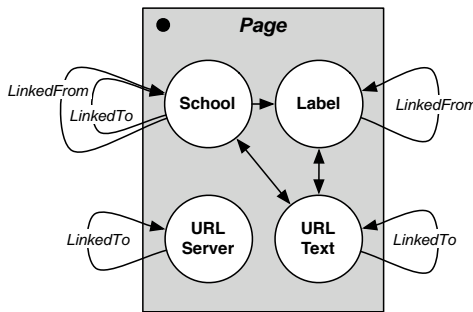 Page
LinkedFrom
LinkedTo
School
Label
LinkedFrom
LinkedTo
URL
Server
URL
Text
LinkedTo